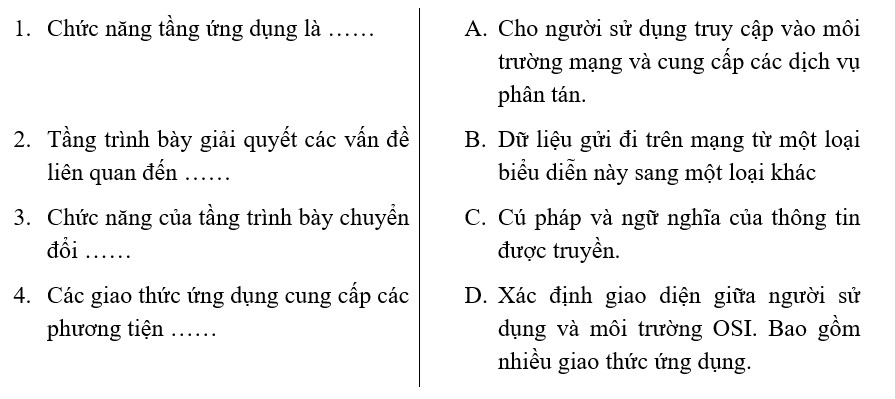 1. Chức năng tầng ứng dụng là ……
A. Cho người sử dụng truy cập vào môi
trường mạng và cung cấp các dịch vụ
phân tán.
2. Tầng trình bày giải quyết các vấn đề
liên quan đến ……
B. Dữ liệu gửi đi trên mạng từ một loại
biểu diễn này sang một loại khác
3. Chức năng của tầng trình bày chuyển
đổi ……
C. Cú pháp và ngữ nghĩa của thông tin
được truyền.
4. Các giao thức ứng dụng cung cấp các
phương tiện ……
D. Xác định giao diện giữa người sử
dụng và môi trường OSI. Bao gồm
nhiều giao thức ứng dụng.